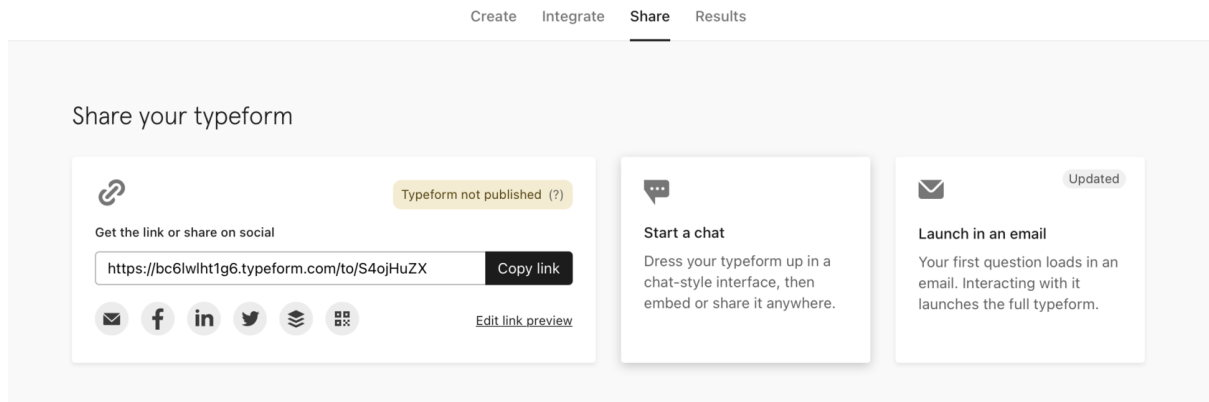 Create Integrate Share Results
Share your typeform
Typeform not published (?)
Get the link or share on social
https://bc6lwlht1g6.typeform.com/to/S4ojHuZX Copy link
Edit link preview
Start a chat
Dress your typeform up in a
chat-style interface, then
embed or share it anywhere.
Updated
Launch in an email
Your first question loads in an
email. Interacting with it
launches the full typeform.